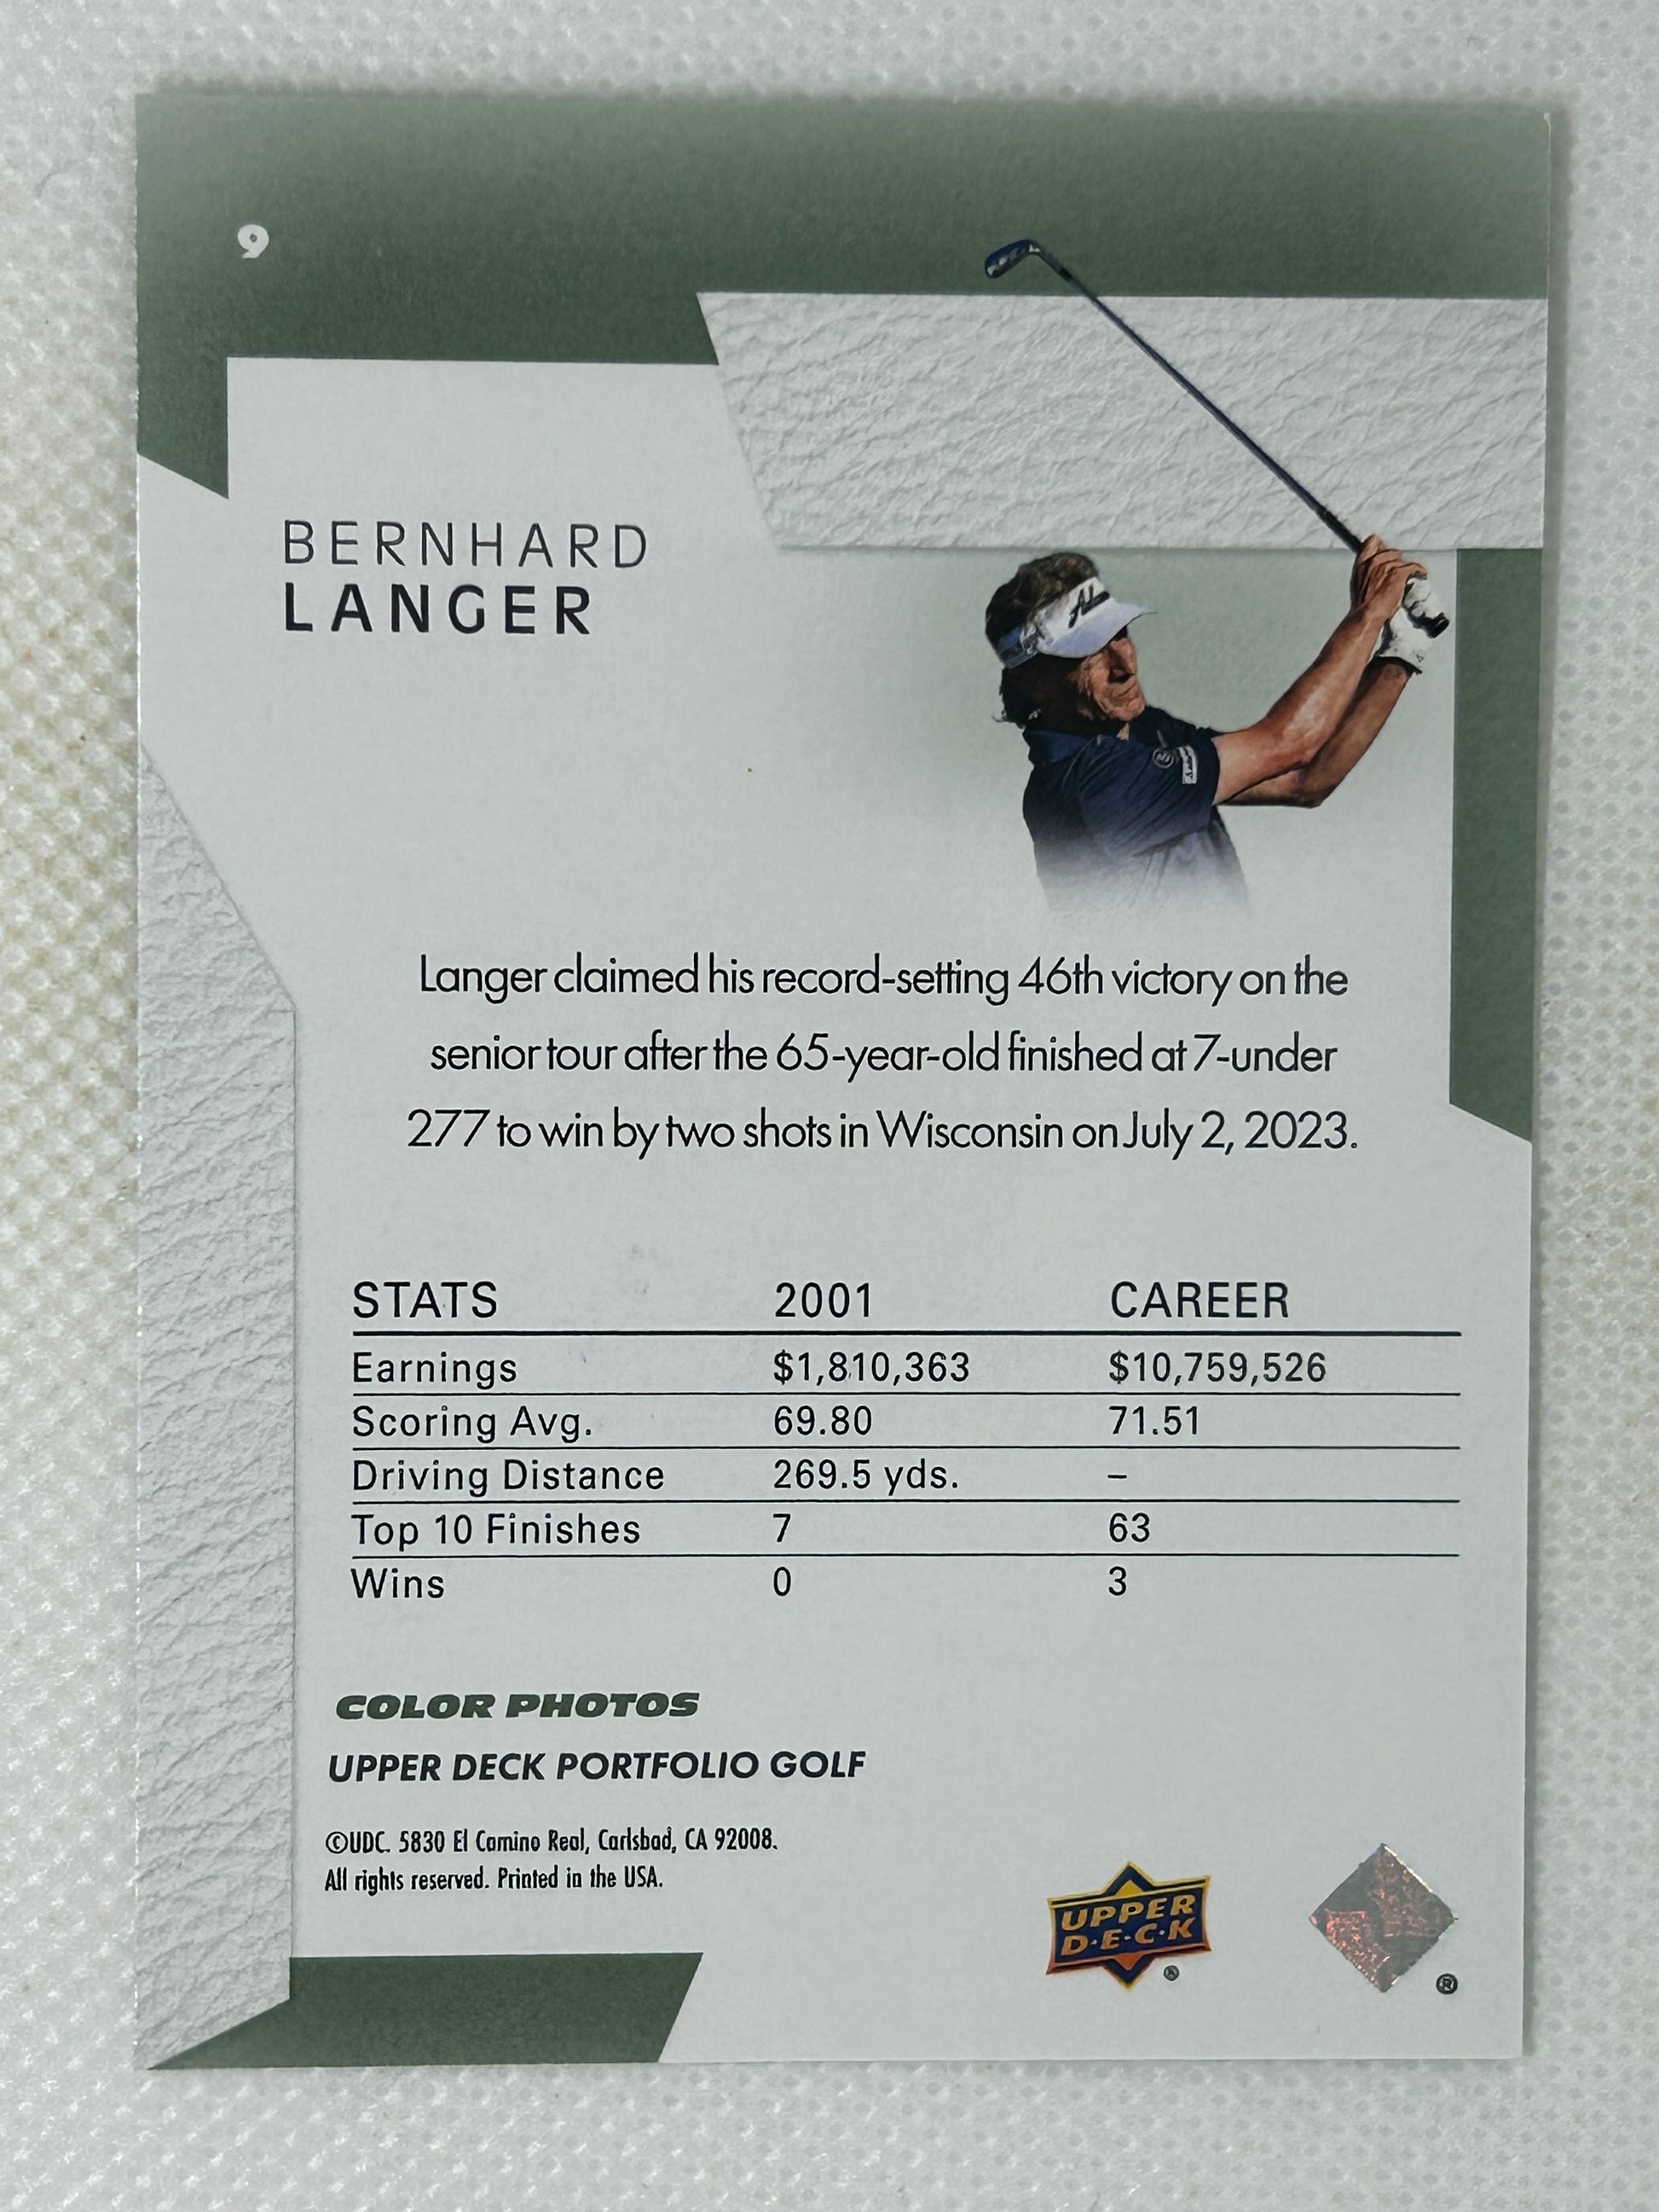 9
BERNHARD
LANGER
Langer claimed his record-setting 46th victory on the
senior tour after the 65-year-old finished at 7-under
277 to win by two shots in Wisconsin on July 2, 2023.
STATS 2001 CAREER
Earnings $1,810,363 $10,759,526
Scoring Avg. 69.80 71.51
Driving Distance 269.5 yds. –
Top 10 Finishes 7 63
Wins 0 3
COLOR PHOTOS
UPPER DECK PORTFOLIO GOLF
©UDC. 5830 El Camino Real, Carlsbad, CA 92008.
All rights reserved. Printed in the USA.
UPPER
D·E·C·K
®
®